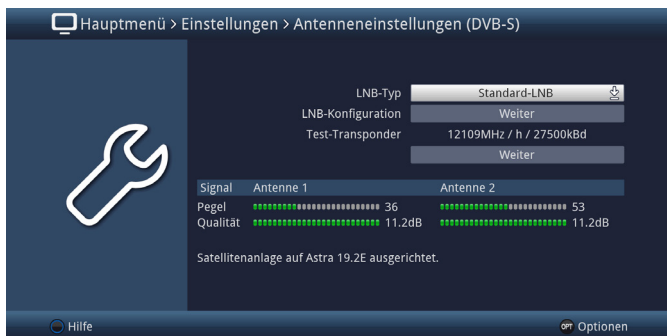 Hauptmenü > Einstellungen > Antenneneinstellungen (DVB-S)
LNB-Typ Standard-LNB
LNB-Konfiguration Weiter
Test-Transponder 12109MHz / h / 27500kBd
Weiter
Signal Antenne 1 Antenne 2
Pegel 36 53
Qualität 11.2dB 11.2dB
Satellitenanlage auf Astra 19.2E ausgerichtet.
Hilfe OPT Optionen